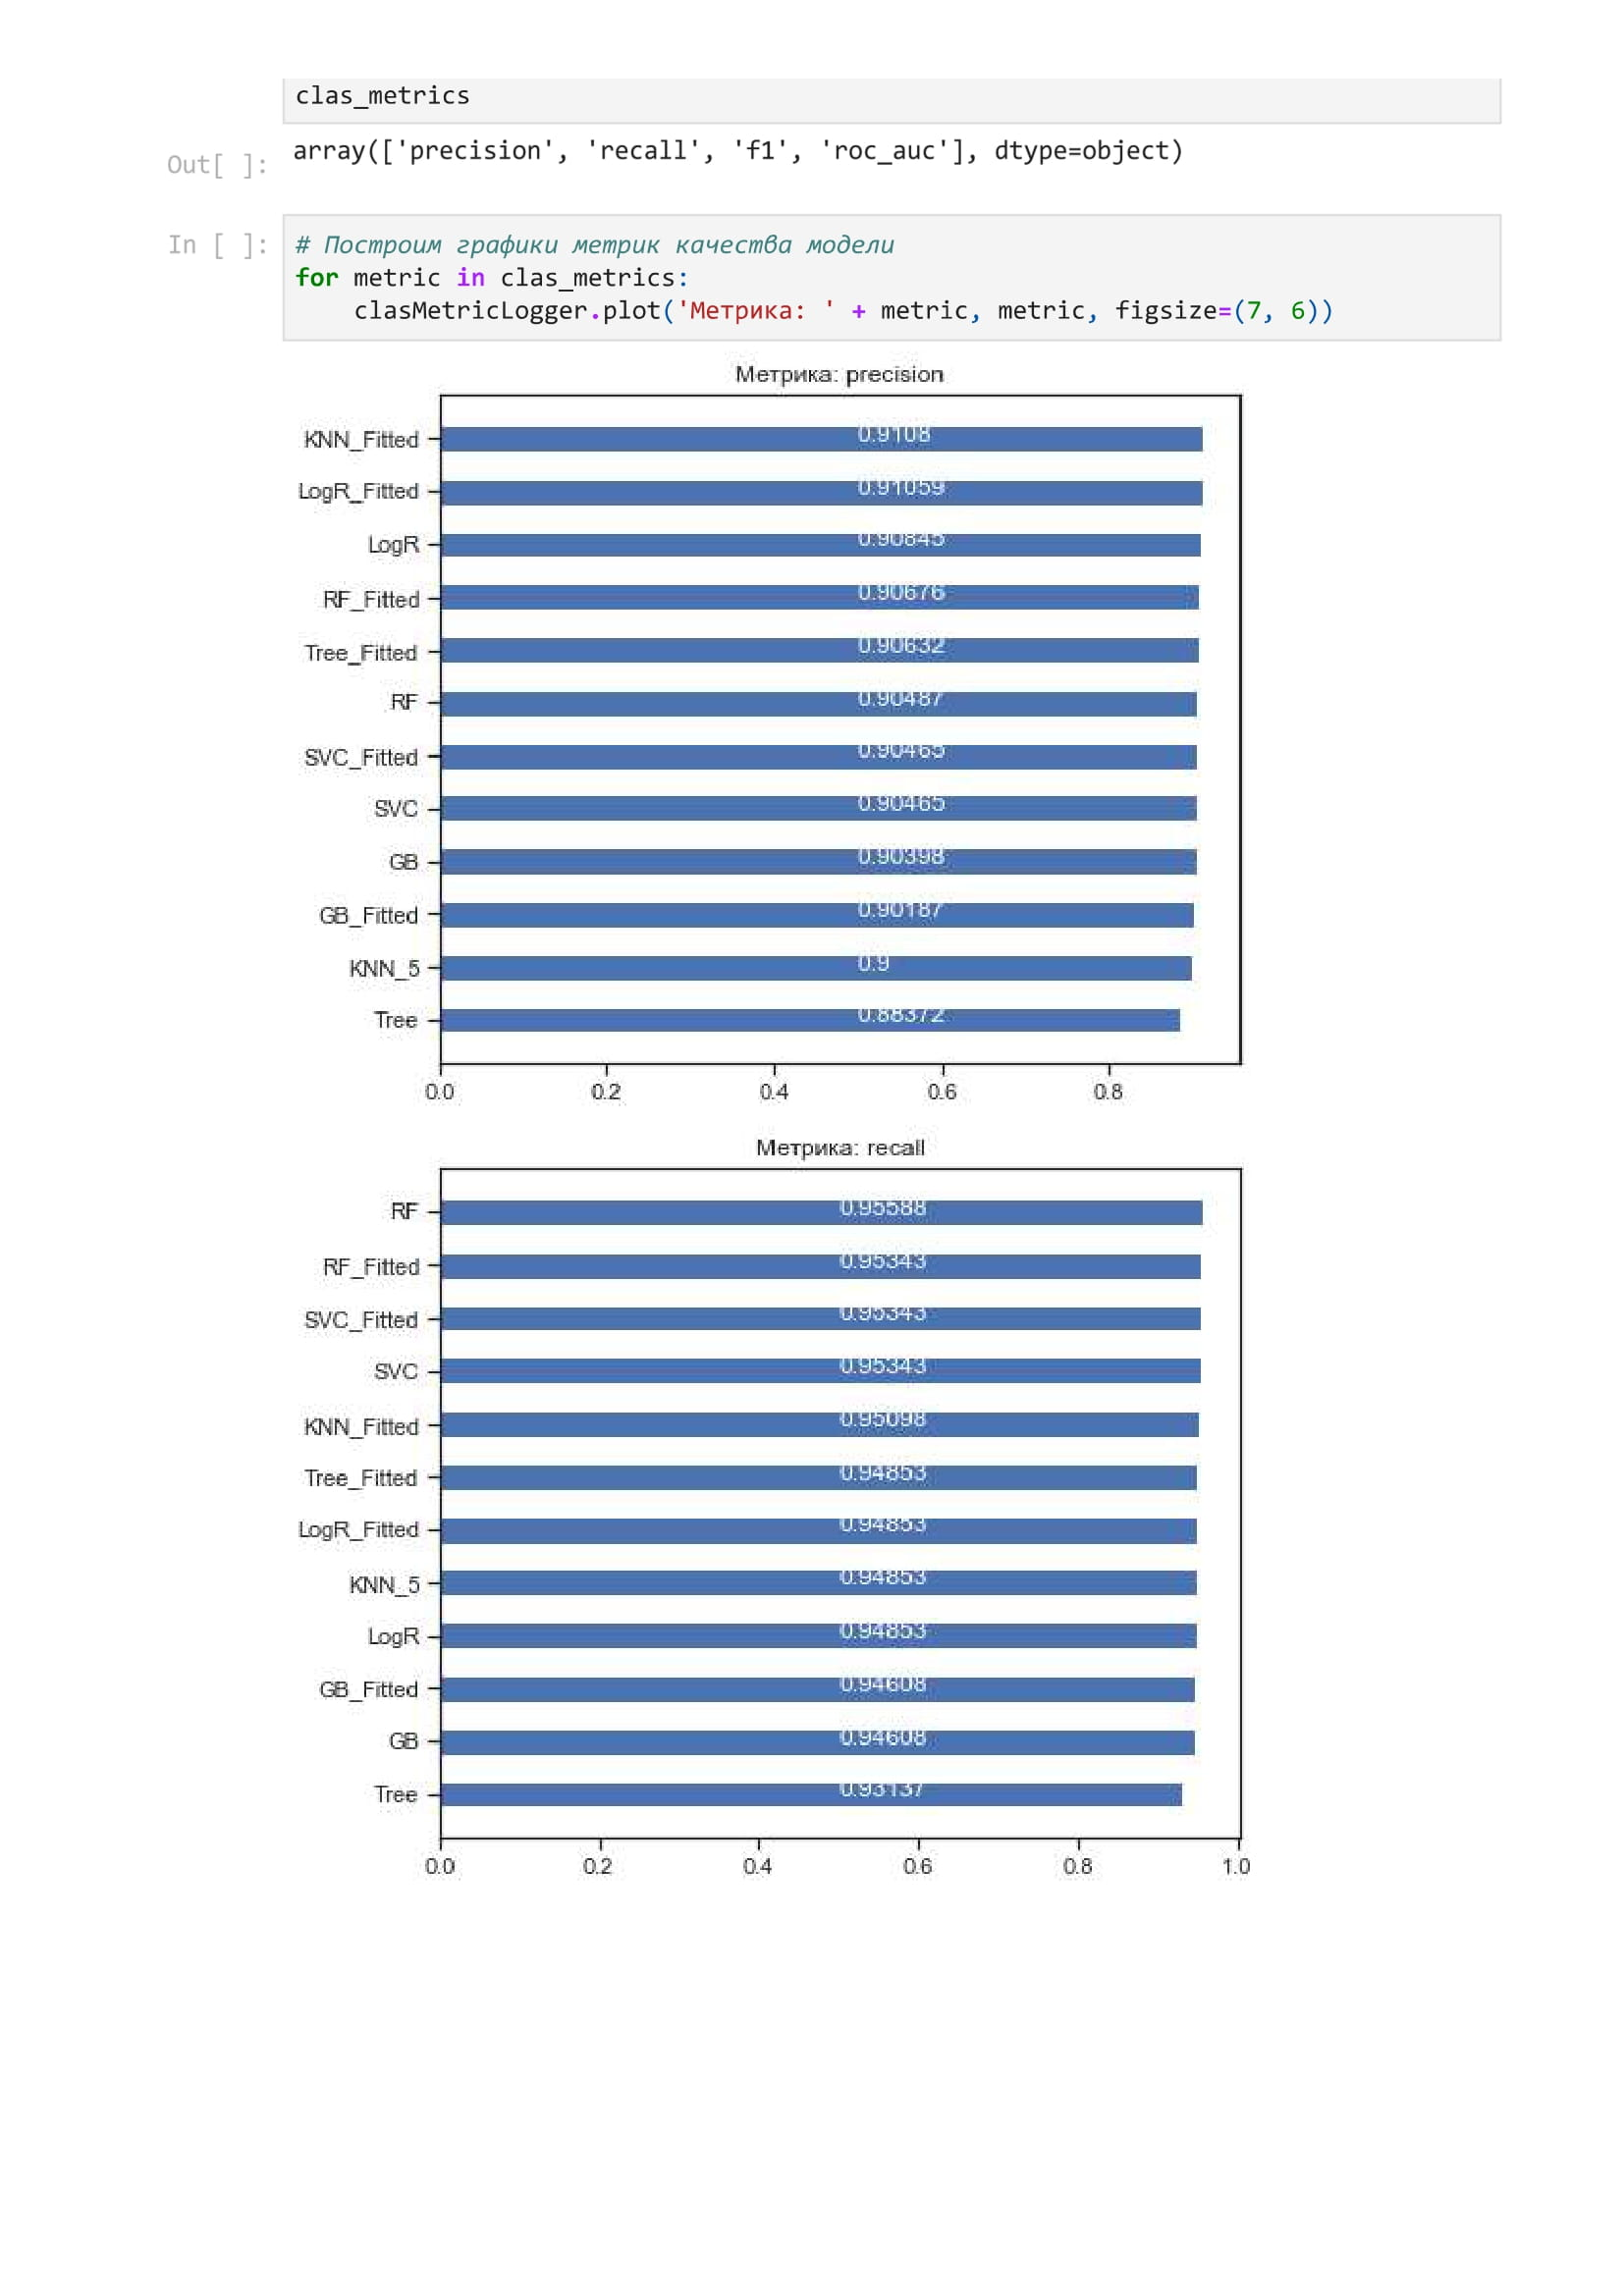 clas_metrics
Out[ ]: array(['precision', 'recall', 'f1', 'roc_auc'], dtype=object)
In [ ]: # Построим графики метрик качества модели
for metric in clas_metrics:
    clasMetricLogger.plot('Метрика: ' + metric, metric, figsize=(7, 6))
Метрика: precision
KNN_Fitted 0.9108
LogR_Fitted 0.91059
LogR 0.90845
RF_Fitted 0.90676
Tree_Fitted 0.90632
RF 0.90487
SVC_Fitted 0.90465
SVC 0.90465
GB 0.90398
GB_Fitted 0.90187
KNN_5 0.9
Tree 0.88372
0.0 0.2 0.4 0.6 0.8
Метрика: recall
RF 0.95588
RF_Fitted 0.95343
SVC_Fitted 0.95343
SVC 0.95343
KNN_Fitted 0.95098
Tree_Fitted 0.94853
LogR_Fitted 0.94853
KNN_5 0.94853
LogR 0.94853
GB_Fitted 0.94608
GB 0.94608
Tree 0.93137
0.0 0.2 0.4 0.6 0.8 1.0